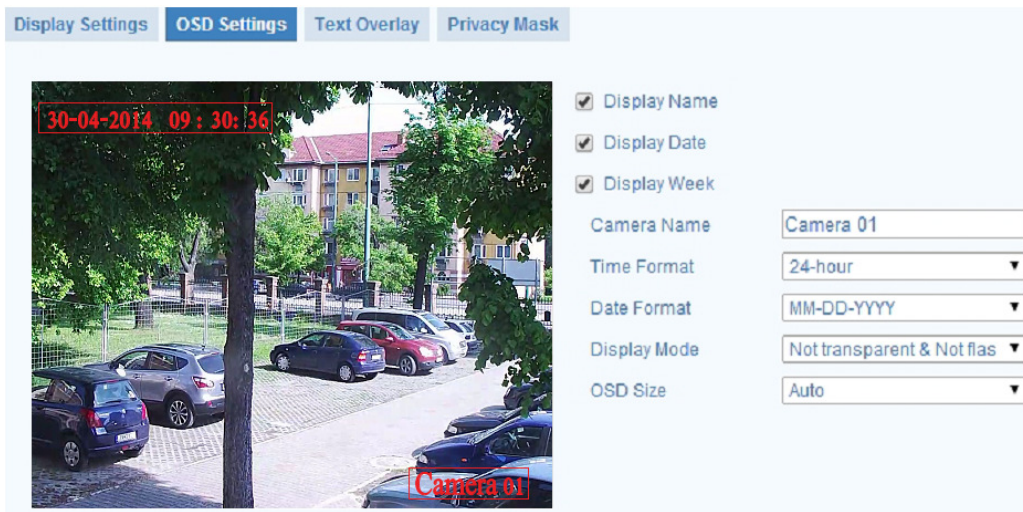 Display Settings OSD Settings Text Overlay Privacy Mask
30-04-2014 09 : 30: 36
Display Name
Display Date
Display Week
Camera Name Camera 01
Time Format 24-hour
Date Format MM-DD-YYYY
Display Mode Not transparent & Not flas
OSD Size Auto
Camera 01